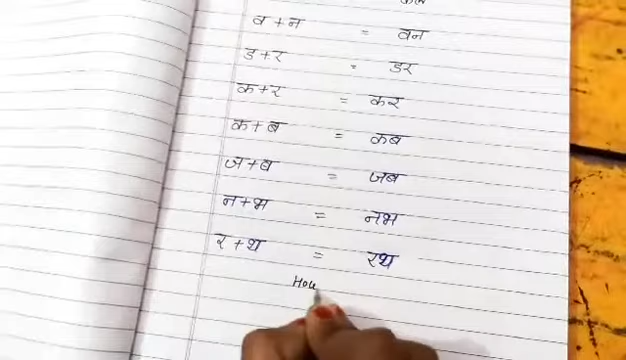 व + न = वन
ड + र = डर
क + र = कर
क + ब = कब
ज + ब = जब
न + भ = नभ
र + थ = रथ